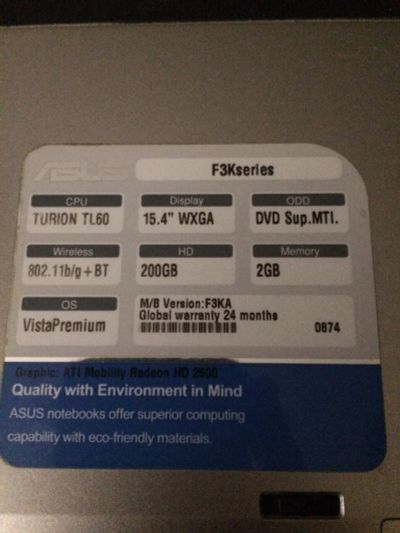 ASUS F3Kseries
CPU Display ODD
TURION TL60 15.4" WXGA DVD Sup.MTI.
Wireless HD Memory
802.11b/g+BT 200GB 2GB
OS
VistaPremium
M/B Version:F3KA
Global warranty 24 months
0874
Graphic: ATI Mobility Radeon HD 2600
Quality with Environment in Mind
ASUS notebooks offer superior computing
capability with eco-friendly materials.